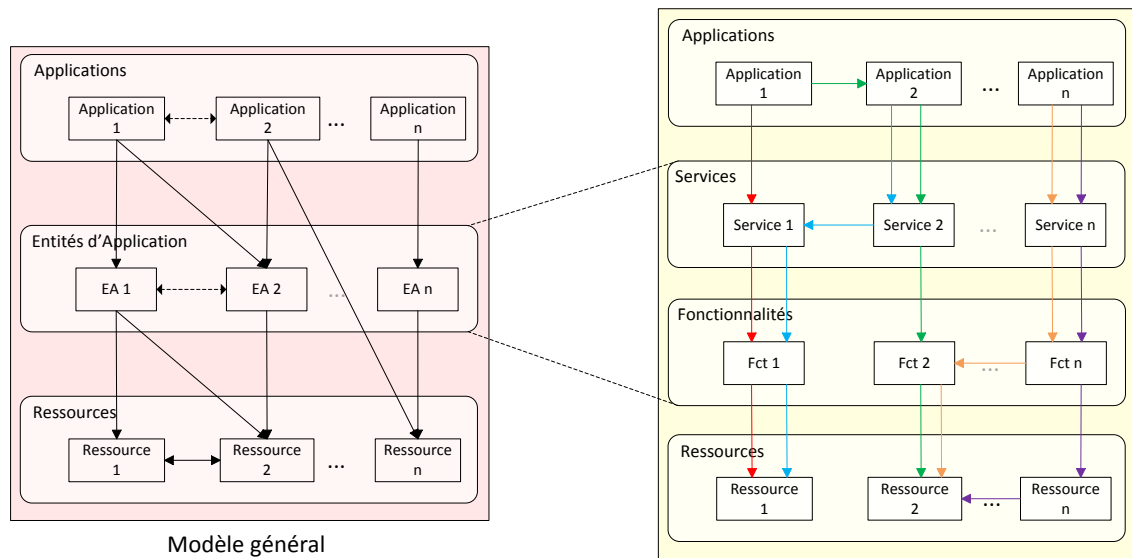 Applications
Application
1
Application
2
...
Application
n
Entités d'Application
EA 1
EA 2
...
EA n
Ressources
Ressource
1
Ressource
2
...
Ressource
n
Modèle général
Applications
Application
1
Application
2
...
Application
n
Services
Service 1
Service 2
...
Service n
Fonctionnalités
Fct 1
Fct 2
...
Fct n
Ressources
Ressource
1
Ressource
2
...
Ressource
n